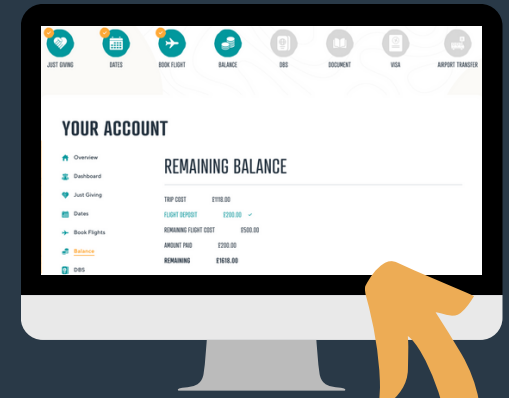 JUST GIVING DATES BOOK FLIGHT BALANCE DBS DOCUMENT VISA AIRPORT TRANSFER
YOUR ACCOUNT
Overview
Dashboard
Just Giving
Dates
Book Flights
Balance
DBS
REMAINING BALANCE
TRIP COST £1118.00
FLIGHT DEPOSIT £200.00
REMAINING FLIGHT COST £500.00
AMOUNT PAID £200.00
REMAINING £1618.00